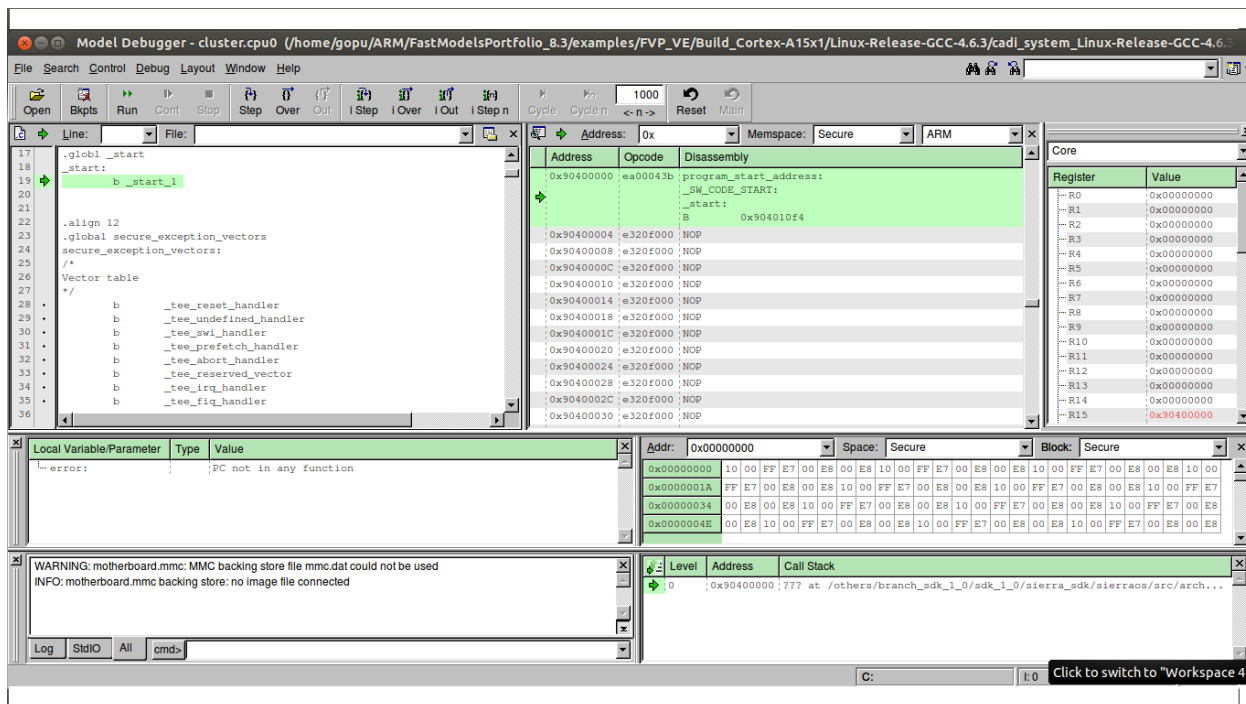 Model Debugger - cluster.cpu0 (/home/gopu/ARM/FastModelsPortfolio_8.3/examples/FVP_VE/Build_Cortex-A15x1/Linux-Release-GCC-4.6.3/cadi_system_Linux-Release-GCC-4.6.3
File Search Control Debug Layout Window Help
Open Bkpts Run Cont Stop Step Over Out i Step i Over i Out i Step n Cycle Cycle n 1000 <- n -> Reset Main
Line: File:
17 .globl _start
18 _start:
19 b _start_1
20
21
22 .align 12
23 .global secure_exception_vectors
24 secure_exception_vectors:
25 /*
26 Vector table
27 */
28 b _tee_reset_handler
29 b _tee_undefined_handler
30 b _tee_swi_handler
31 b _tee_prefetch_handler
32 b _tee_abort_handler
33 b _tee_reserved_vector
34 b _tee_irq_handler
35 b _tee_fiq_handler
36
Address: 0x Memspace: Secure ARM
Address Opcode Disassembly
0x90400000 ea00043b program_start_address:
_SW_CODE_START:
_start:
B 0x904010f4
0x90400004 e320f000 NOP
0x90400008 e320f000 NOP
0x9040000C e320f000 NOP
0x90400010 e320f000 NOP
0x90400014 e320f000 NOP
0x90400018 e320f000 NOP
0x9040001C e320f000 NOP
0x90400020 e320f000 NOP
0x90400024 e320f000 NOP
0x90400028 e320f000 NOP
0x9040002C e320f000 NOP
0x90400030 e320f000 NOP
Core
Register Value
R0 0x00000000
R1 0x00000000
R2 0x00000000
R3 0x00000000
R4 0x00000000
R5 0x00000000
R6 0x00000000
R7 0x00000000
R8 0x00000000
R9 0x00000000
R10 0x00000000
R11 0x00000000
R12 0x00000000
R13 0x00000000
R14 0x00000000
R15 0x90400000
Local Variable/Parameter Type Value
error: PC not in any function
Addr: 0x00000000 Space: Secure Block: Secure
0x00000000 10 00 FF E7 00 E8 00 E8 10 00 FF E7 00 E8 00 E8 10 00 FF E7 00 E8 00 E8 10 00
0x0000001A FF E7 00 E8 00 E8 10 00 FF E7 00 E8 00 E8 10 00 FF E7 00 E8 00 E8 10 00 FF E7
0x00000034 00 E8 00 E8 10 00 FF E7 00 E8 00 E8 10 00 FF E7 00 E8 00 E8 10 00 FF E7 00 E8
0x0000004E 00 E8 10 00 FF E7 00 E8 00 E8 10 00 FF E7 00 E8 00 E8 10 00 FF E7 00 E8 00 E8
WARNING: motherboard.mmc: MMC backing store file mmc.dat could not be used
INFO: motherboard.mmc backing store: no image file connected
Log StdIO All cmd>
Level Address Call Stack
0 0x90400000 ??? at /others/branch_sdk_1_0/sdk_1_0/sierra_sdk/sierraos/src/arch...
C: I: 0 Click to switch to "Workspace 4